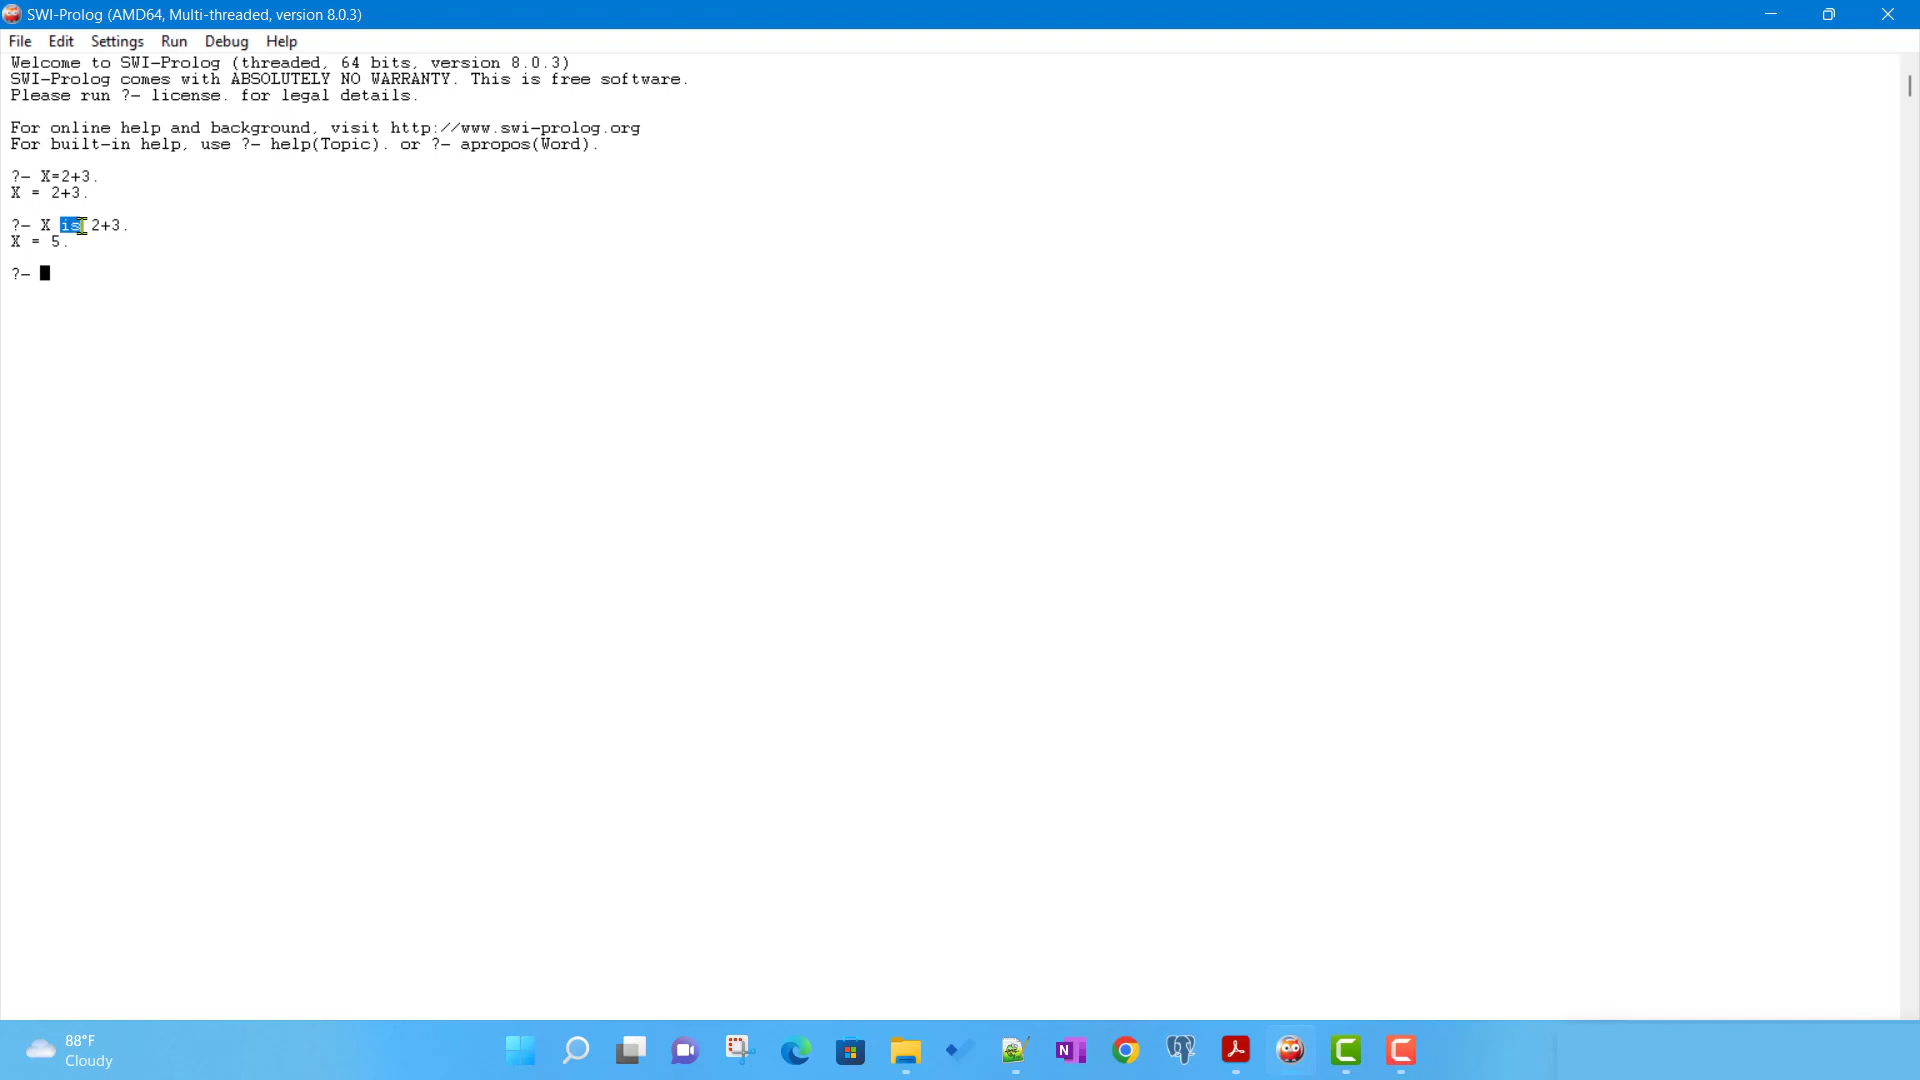 SWI-Prolog (AMD64, Multi-threaded, version 8.0.3)
File Edit Settings Run Debug Help
Welcome to SWI-Prolog (threaded, 64 bits, version 8.0.3)
SWI-Prolog comes with ABSOLUTELY NO WARRANTY. This is free software.
Please run ?- license. for legal details.
For online help and background, visit http://www.swi-prolog.org
For built-in help, use ?- help(Topic). or ?- apropos(Word).
?- X=2+3.
X = 2+3.
?- X is 2+3.
X = 5.
?-
88°F
Cloudy